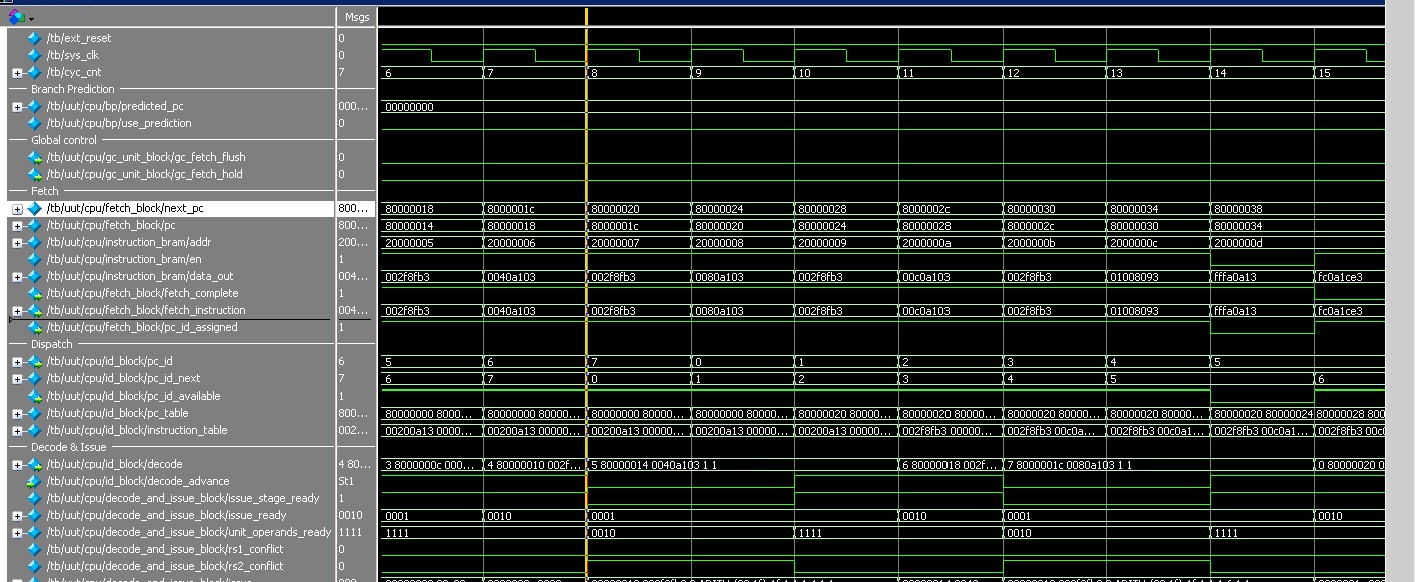 Msgs
/tb/ext_reset 0
/tb/sys_clk 0
/tb/cyc_cnt 7 6 7 8 9 10 11 12 13 14 15
Branch Prediction
/tb/uut/cpu/bp/predicted_pc 000... 00000000
/tb/uut/cpu/bp/use_prediction 0
Global control
/tb/uut/cpu/gc_unit_block/gc_fetch_flush 0
/tb/uut/cpu/gc_unit_block/gc_fetch_hold 0
Fetch
/tb/uut/cpu/fetch_block/next_pc 800... 80000018 8000001c 80000020 80000024 80000028 8000002c 80000030 80000034 80000038
/tb/uut/cpu/fetch_block/pc 800... 80000014 80000018 8000001c 80000020 80000024 80000028 8000002c 80000030 80000034
/tb/uut/cpu/instruction_bram/addr 200... 20000005 20000006 20000007 20000008 20000009 2000000a 2000000b 2000000c 2000000d
/tb/uut/cpu/instruction_bram/en 1
/tb/uut/cpu/instruction_bram/data_out 004... 002f8fb3 0040a103 002f8fb3 0080a103 002f8fb3 00c0a103 002f8fb3 01008093 fffa0a13 fc0a1ce3
/tb/uut/cpu/fetch_block/fetch_complete 1
/tb/uut/cpu/fetch_block/fetch_instruction 004... 002f8fb3 0040a103 002f8fb3 0080a103 002f8fb3 00c0a103 002f8fb3 01008093 fffa0a13 fc0a1ce3
/tb/uut/cpu/fetch_block/pc_id_assigned 1
Dispatch
/tb/uut/cpu/id_block/pc_id 6 5 6 7 0 1 2 3 4 5
/tb/uut/cpu/id_block/pc_id_next 7 6 7 0 1 2 3 4 5 6
/tb/uut/cpu/id_block/pc_id_available 1
/tb/uut/cpu/id_block/pc_table 800... 80000000 8000... 80000000 8000... 80000000 8000... 80000000 8000... 80000020 8000... 80000020 8000... 80000020 8000... 80000020 8000... 80000020 80000024 80000028 800
/tb/uut/cpu/id_block/instruction_table 002... 00200a13 00000... 00200a13 00000... 00200a13 00000... 00200a13 00000... 00200a13 0000... 002f8fb3 00000... 002f8fb3 00c0a... 002f8fb3 00c0a1... 002f8fb3 00c0a1... 002f8fb3 00c
Decode & Issue
/tb/uut/cpu/id_block/decode 4 80... 3 8000000c 000... 4 80000010 002f... 5 80000014 0040a103 1 1 6 80000018 002f... 7 8000001c 0080a103 1 1 0 80000020 0
/tb/uut/cpu/id_block/decode_advance St1
/tb/uut/cpu/decode_and_issue_block/issue_stage_ready 1
/tb/uut/cpu/decode_and_issue_block/issue_ready 0010 0001 0010 0001 0010 0001 0010
/tb/uut/cpu/decode_and_issue_block/unit_operands_ready 1111 1111 0010 1111 0010 1111
/tb/uut/cpu/decode_and_issue_block/rs1_conflict 0
/tb/uut/cpu/decode_and_issue_block/rs2_conflict 0